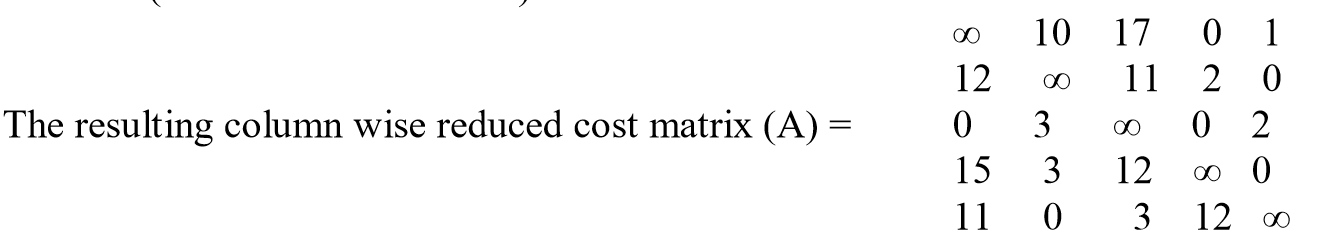 ∞ 10 17 0 1
12 ∞ 11 2 0
The resulting column wise reduced cost matrix (A) = 0 3 ∞ 0 2
15 3 12 ∞ 0
11 0 3 12 ∞